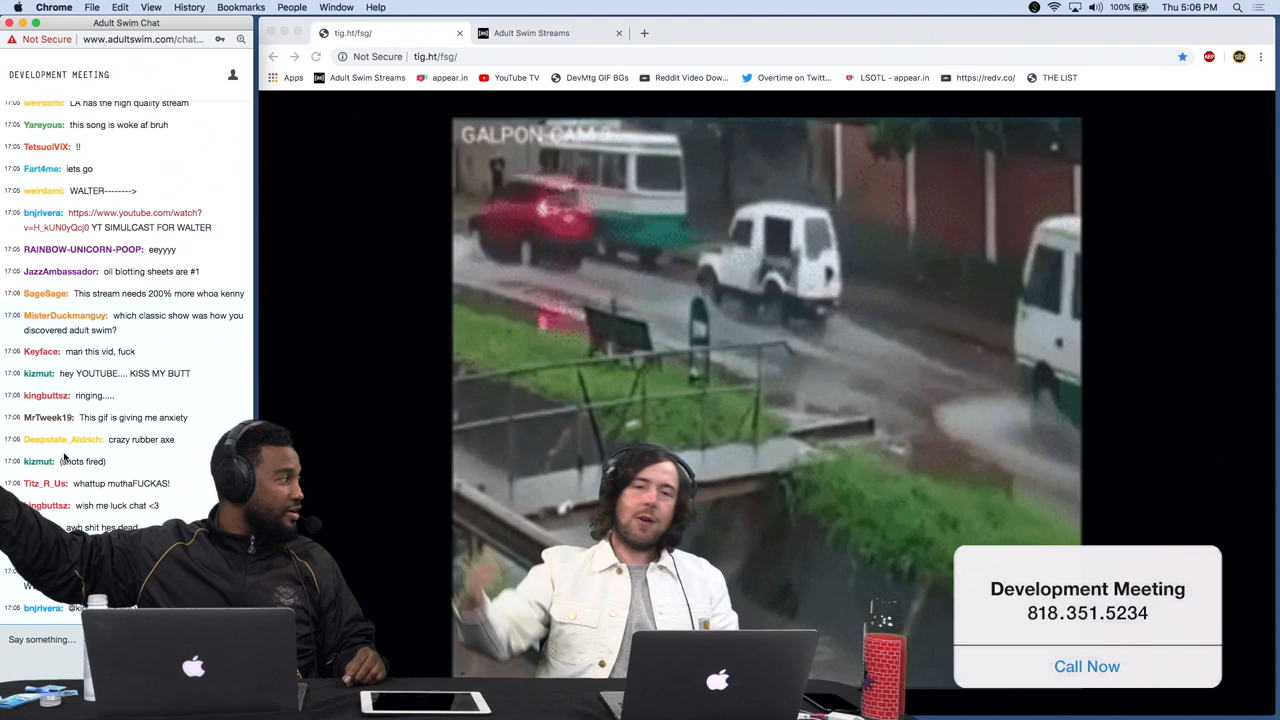 Chrome File Edit View History Bookmarks People Window Help
100% Thu 5:06 PM
Adult Swim Chat
Not Secure www.adultswim.com/chat...
DEVELOPMENT MEETING
weirdami: LA has the high quality stream
17:05 Yareyous: this song is woke af bruh
17:05 TetsuoIVIX: !!
17:05 Fart4me: lets go
17:05 weirdami: WALTER-------->
17:05 bnjrivera: https://www.youtube.com/watch?
v=H_kUN0yQcj0 YT SIMULCAST FOR WALTER
17:05 RAINBOW-UNICORN-POOP: eeyyyy
17:05 JazzAmbassador: oil biotting sheets are #1
17:06 SageSage: This stream needs 200% more whoa kenny
17:06 MisterDuckmanguy: which classic show was how you
discovered adult swim?
17:06 Keyface: man this vid, fuck
17:06 kizmut: hey YOUTUBE.... KISS MY BUTT
17:06 kingbuttsz: ringing.....
17:06 MrTweek19: This gif is giving me anxiety
17:06 Deepstate_Aldrich: crazy rubber axe
17:06 kizmut: (shots fired)
17:06 Titz_R_Us: whattup muthaFUCKAS!
kingbuttsz: wish me luck chat <3
awh shit hes dead
17:06 bnjrivera:
Say something...
tig.ht/fsg/
Adult Swim Streams
Not Secure tig.ht/fsg/
Apps Adult Swim Streams appear.in YouTube TV DevMtg GIF BGs Reddit Video Dow... Overtime on Twitt... LSOTL - appear.in https://redv.co/ THE LIST
GALPON CAM
Development Meeting
818.351.5234
Call Now